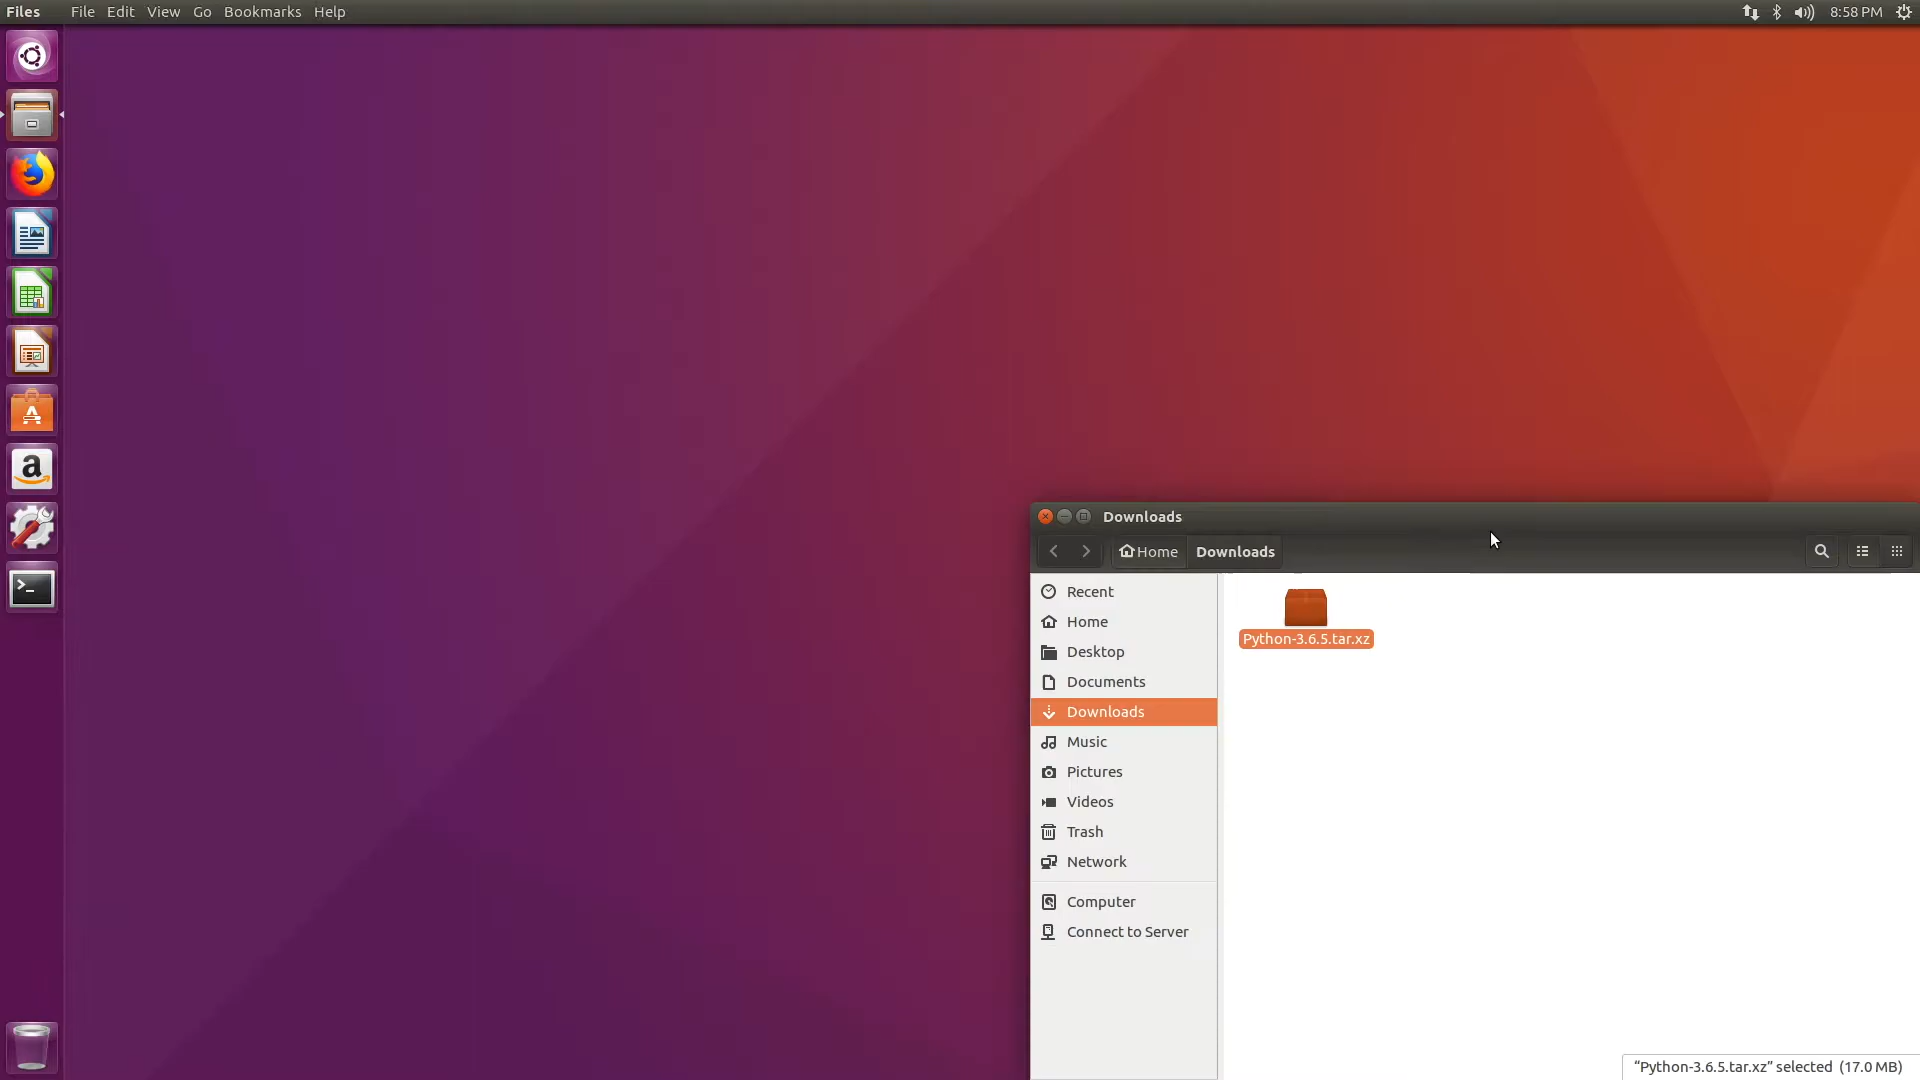 Files File Edit View Go Bookmarks Help 8:58 PM
Downloads
Home Downloads
Recent
Home
Desktop
Documents
Downloads
Music
Pictures
Videos
Trash
Network
Computer
Connect to Server
Python-3.6.5.tar.xz
“Python-3.6.5.tar.xz” selected (17.0 MB)